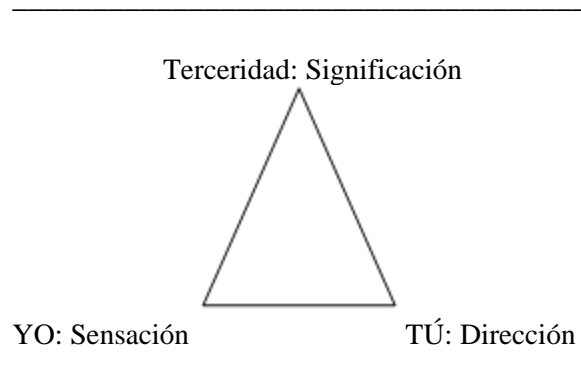 Terceridad: Significación
YO: Sensación TÚ: Dirección